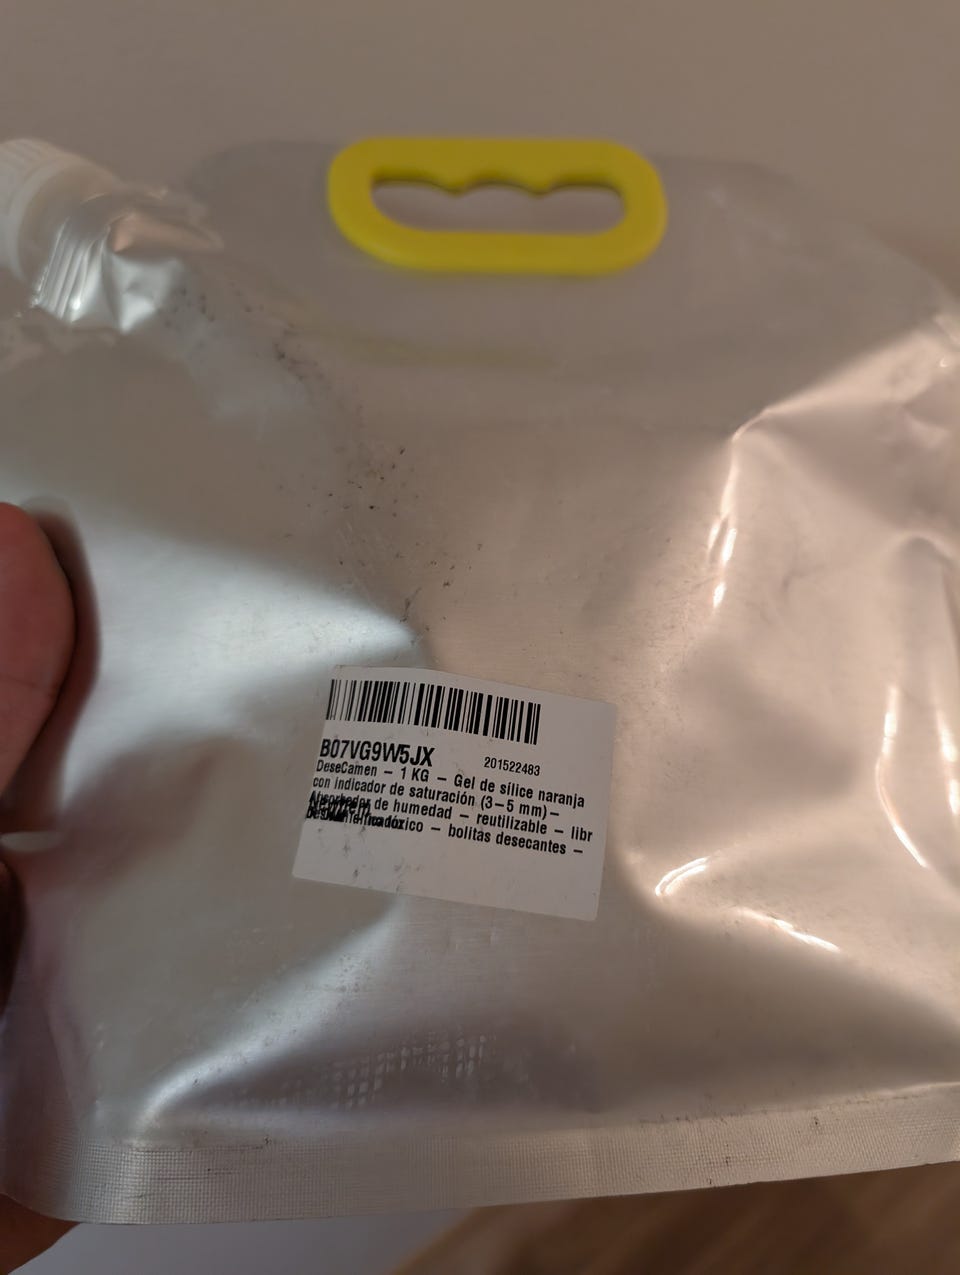 B07VG9W5JX
201522483
DeseCamen – 1 KG – Gel de sílice naranja
con indicador de saturación (3–5 mm)–
Absorbedor de humedad – reutilizable – libr
– bolitas desecantes –